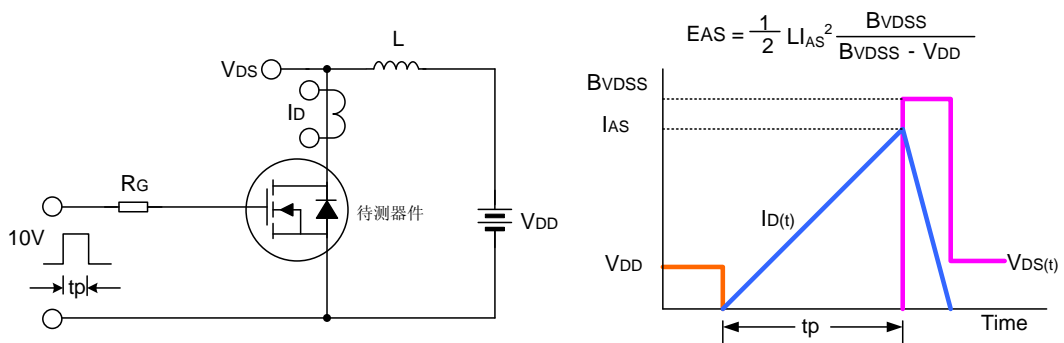 VDS
L
ID
RG
10V
tp
待测器件
VDD
EAS = 1/2 LIAS² BVDSS / (BVDSS - VDD)
BVDSS
IAS
ID(t)
VDD
VDS(t)
tp
Time